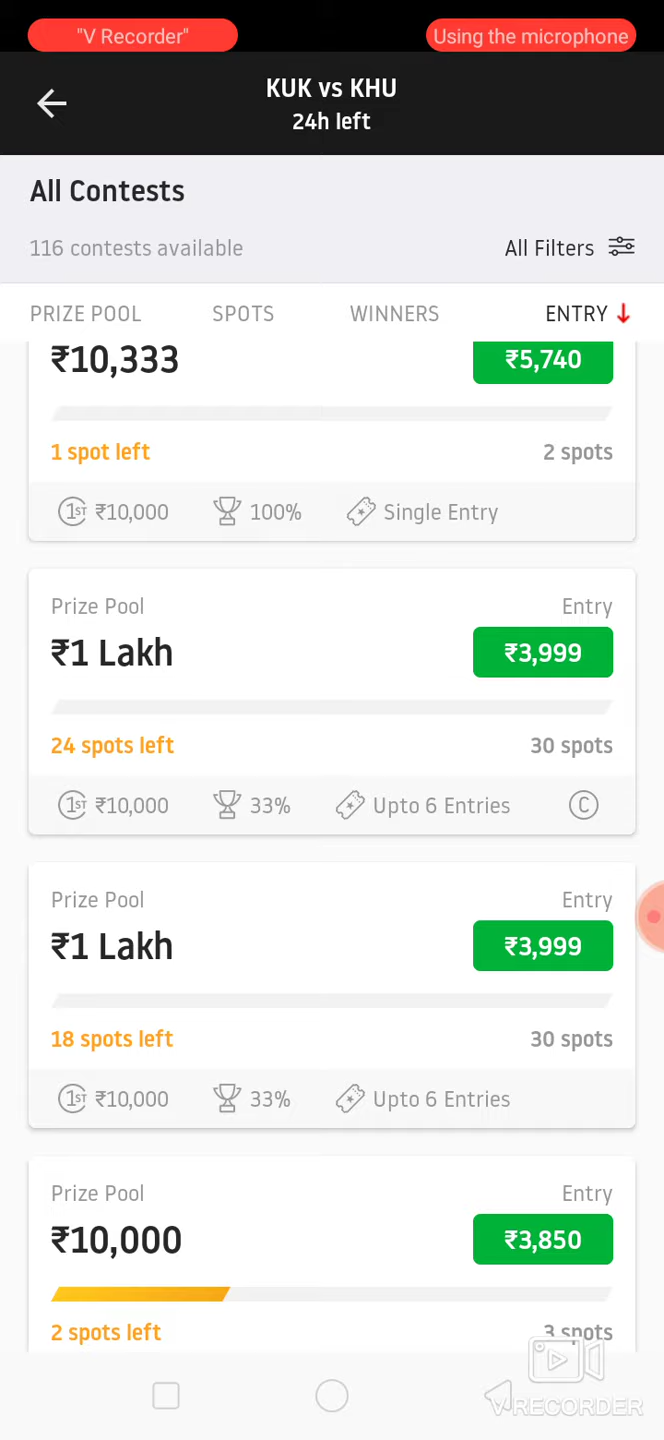 "V Recorder"
Using the microphone
KUK vs KHU
24h left
All Contests
116 contests available
All Filters
PRIZE POOL SPOTS WINNERS ENTRY
₹10,333 ₹5,740
1 spot left 2 spots
1ST ₹10,000 100% Single Entry
Prize Pool Entry
₹1 Lakh ₹3,999
24 spots left 30 spots
1ST ₹10,000 33% Upto 6 Entries C
Prize Pool Entry
₹1 Lakh ₹3,999
18 spots left 30 spots
1ST ₹10,000 33% Upto 6 Entries
Prize Pool Entry
₹10,000 ₹3,850
2 spots left 3 spots
VRECORDER